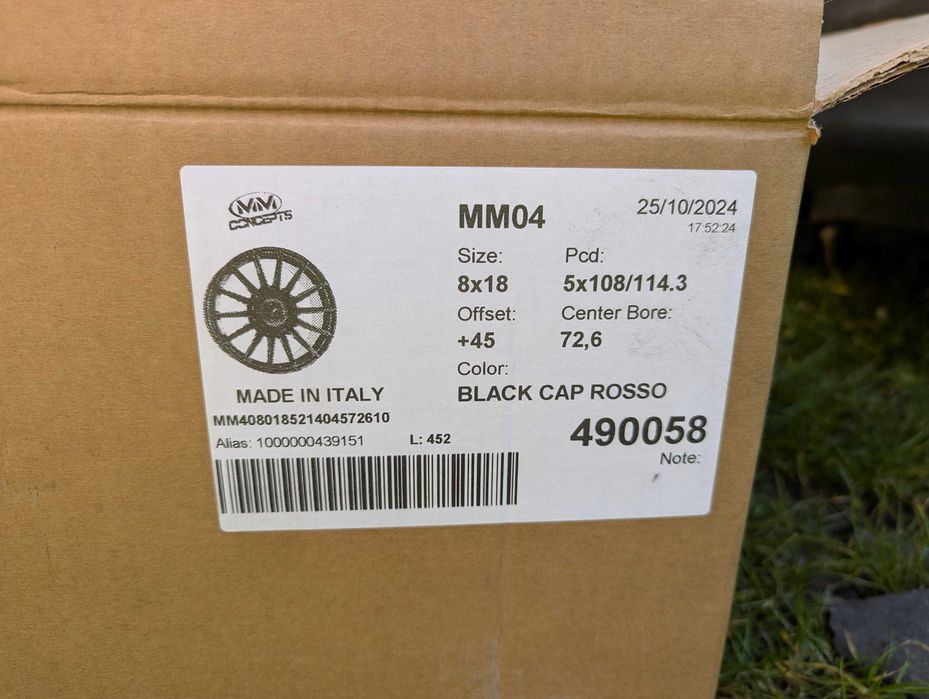 MM
CONCEPTS
MM04
25/10/2024
17:52:24
Size:
Pcd:
8x18
5x108/114.3
Offset:
Center Bore:
+45
72,6
Color:
BLACK CAP ROSSO
MADE IN ITALY
MM408018521404572610
Alias: 1000000439151
L: 452
490058
Note: